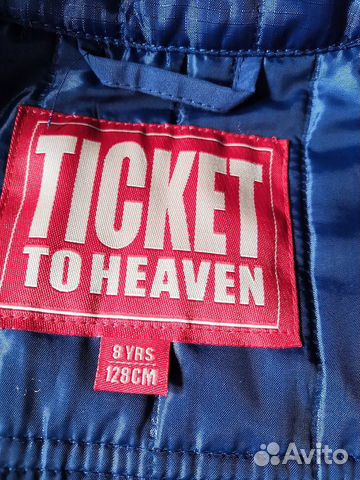 TICKET
TO HEAVEN
8 YRS
128CM
Avito